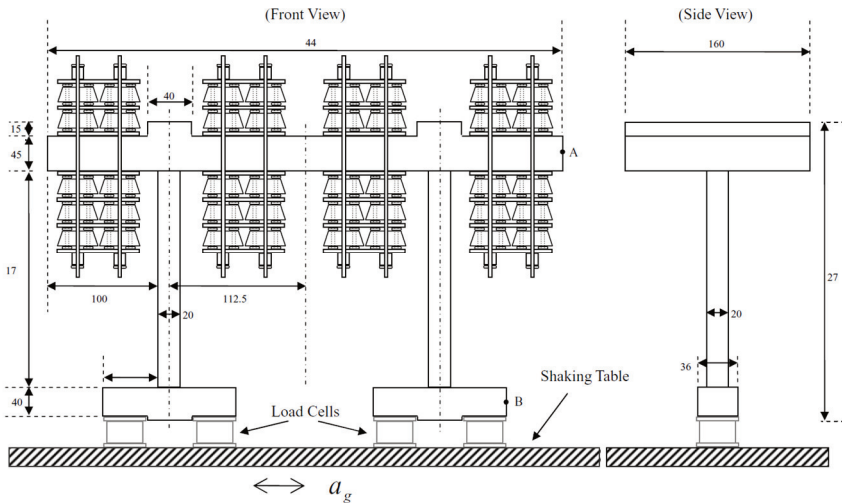 (Front View)
(Side View)
44
160
40
15
45
A
17
27
100
112.5
20
20
36
40
Shaking Table
Load Cells
B
a_g